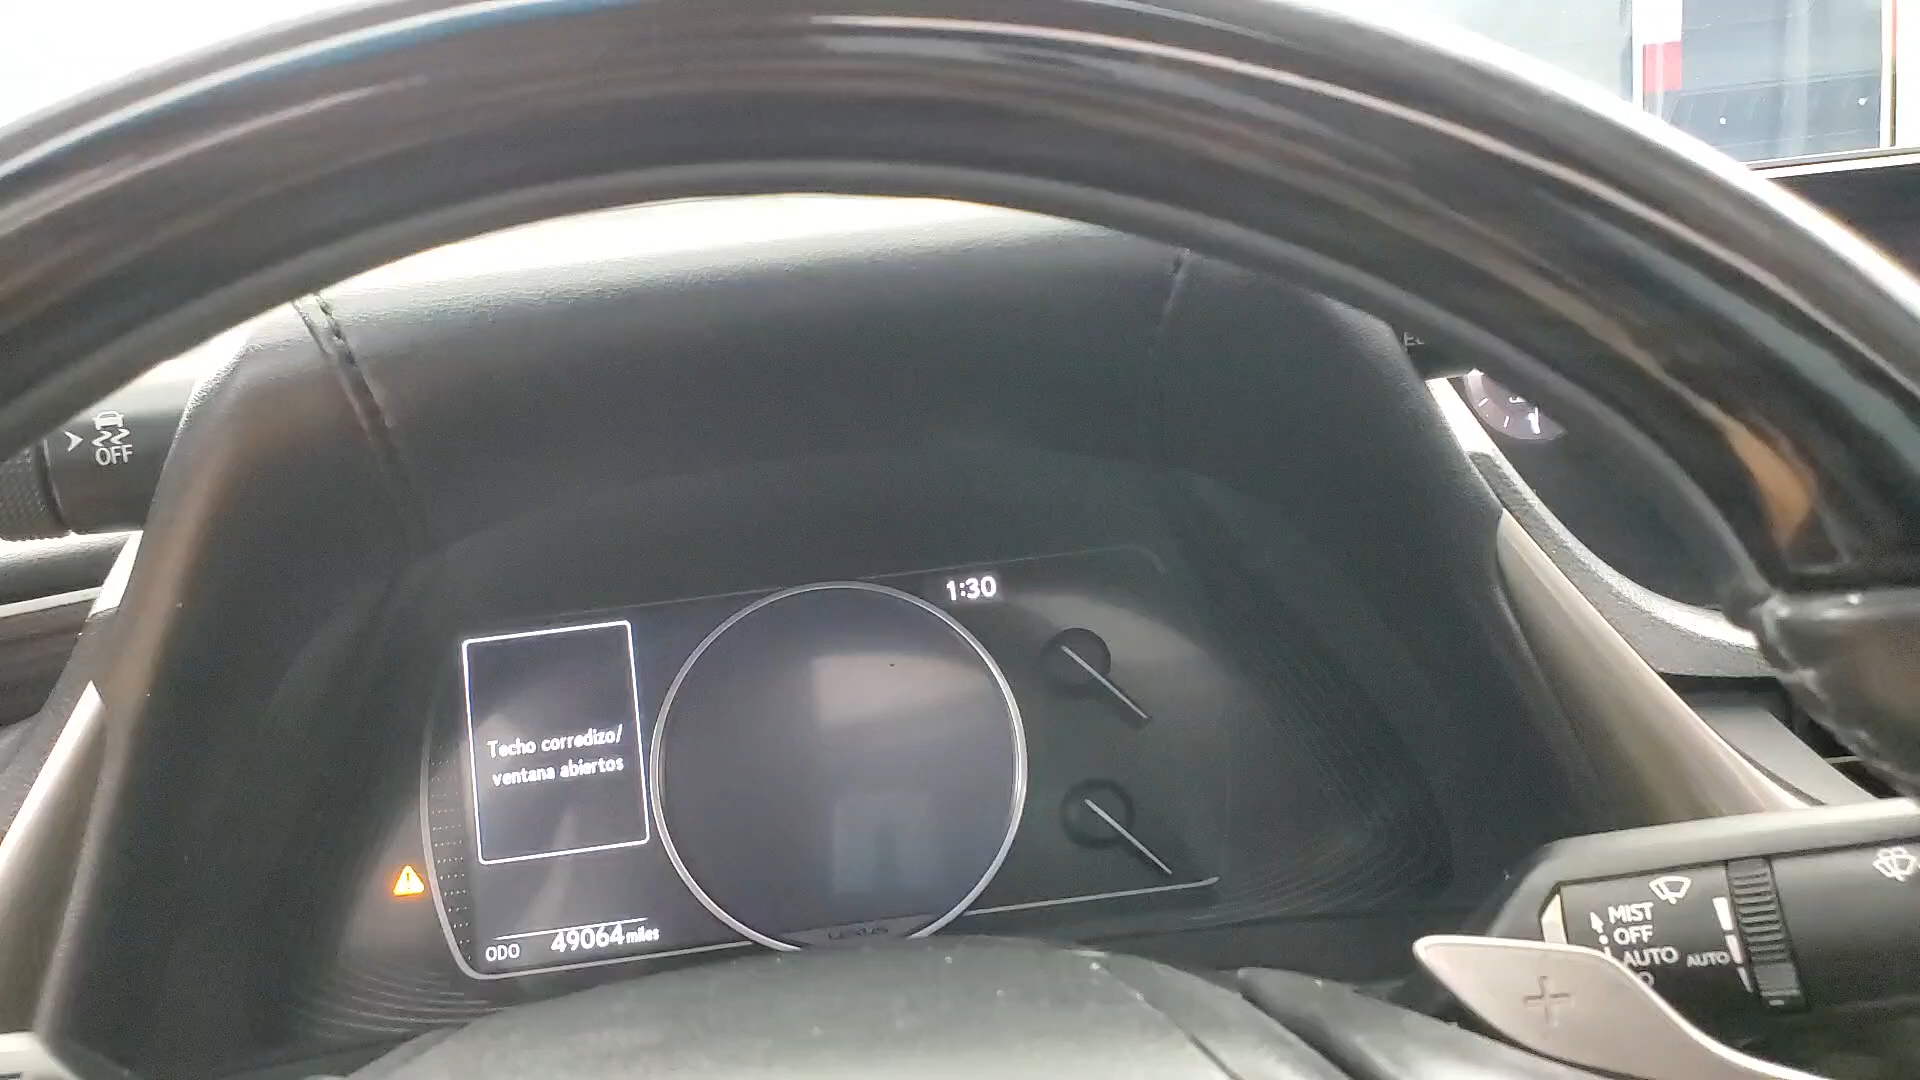 OFF
1:30
Techo corredizo/
ventana abiertos
ODO 49064 miles
MIST
OFF
AUTO AUTO